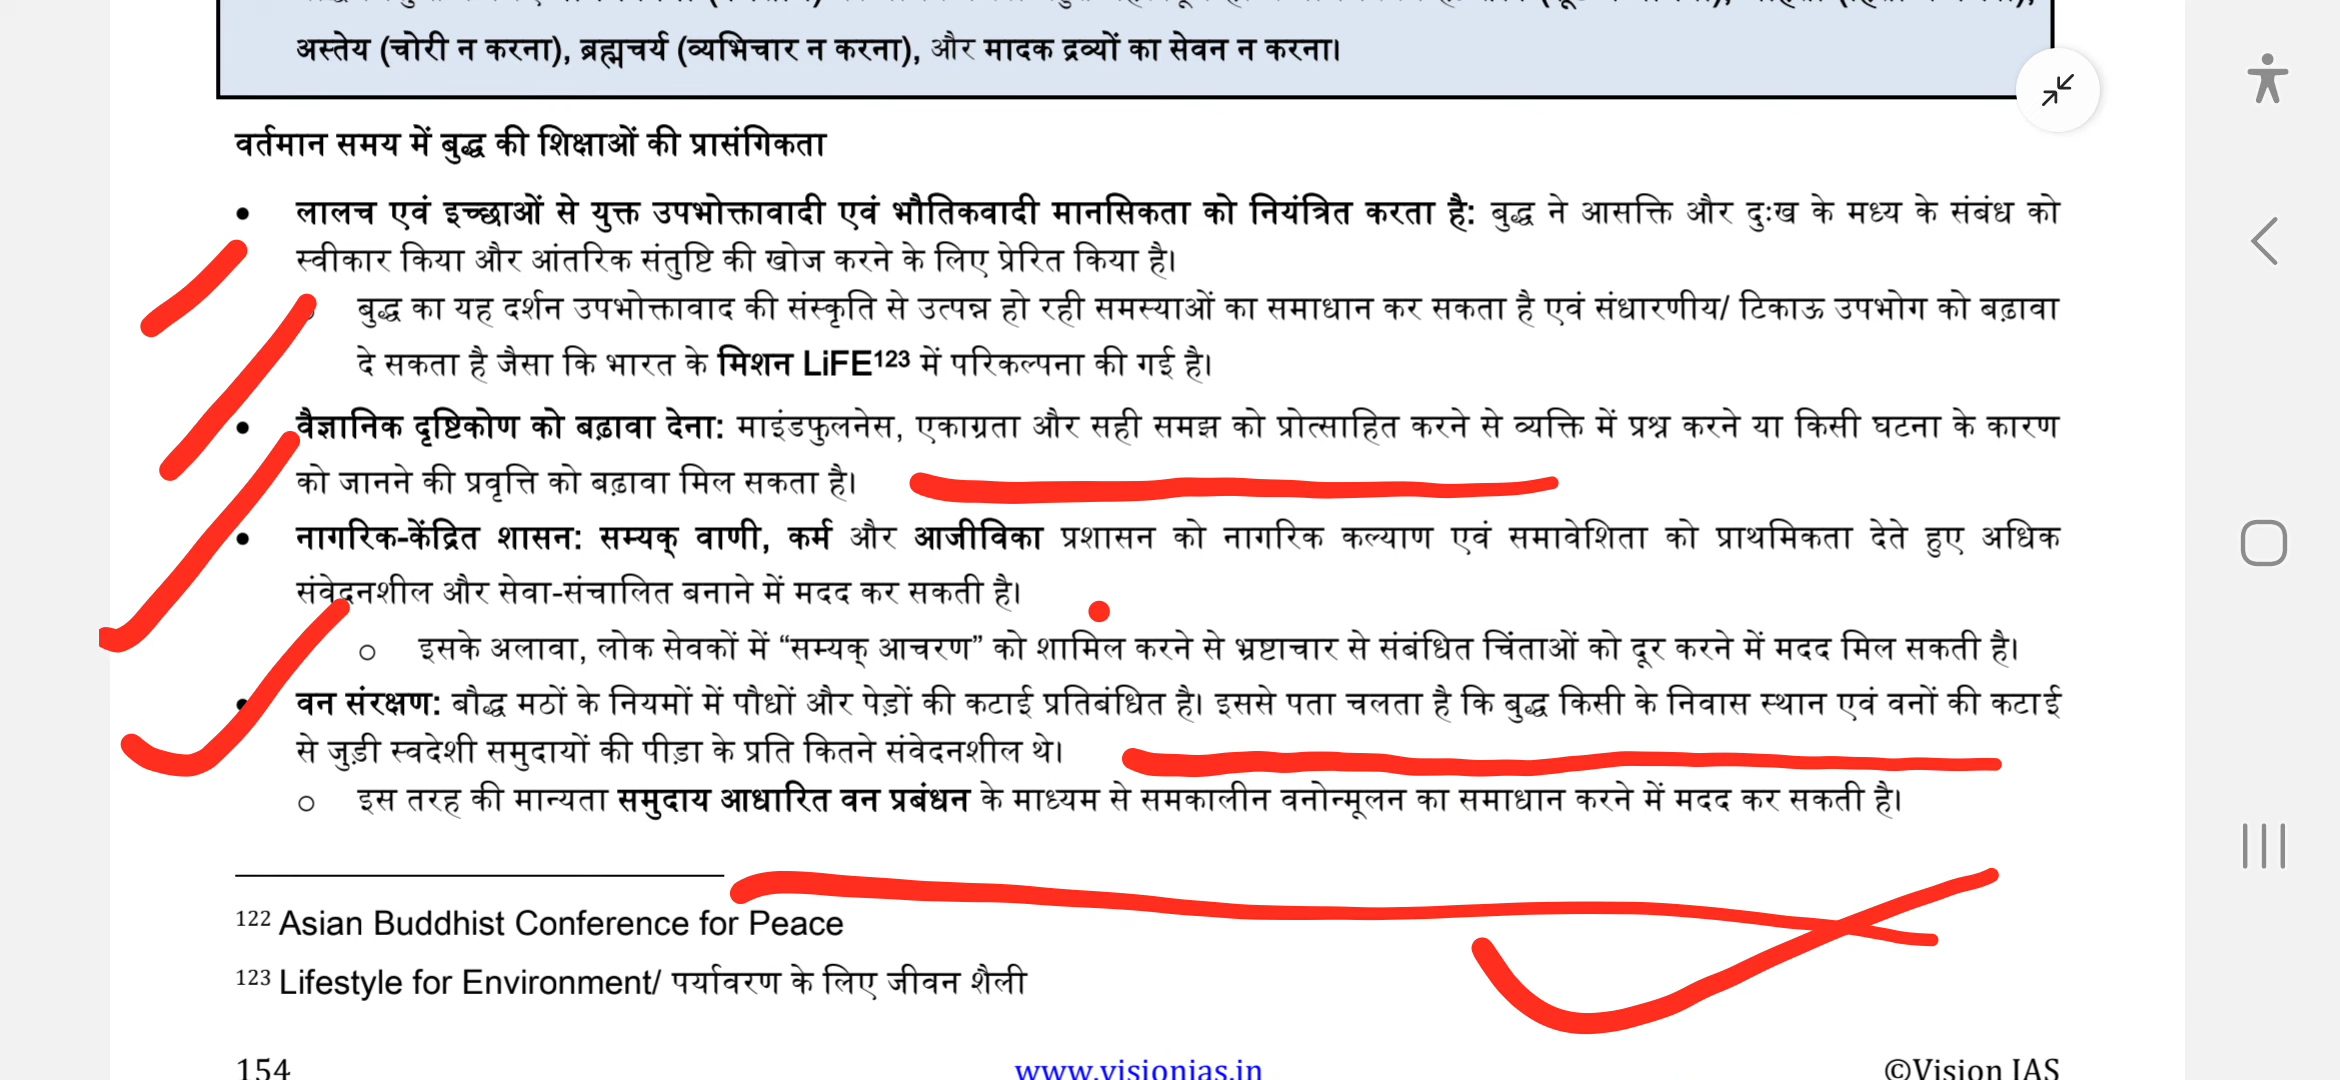 अस्तेय (चोरी न करना), ब्रह्मचर्य (व्यभिचार न करना), और मादक द्रव्यों का सेवन न करना।
वर्तमान समय में बुद्ध की शिक्षाओं की प्रासंगिकता
• लालच एवं इच्छाओं से युक्त उपभोक्तावादी एवं भौतिकवादी मानसिकता को नियंत्रित करता है: बुद्ध ने आसक्ति और दुःख के मध्य के संबंध को
स्वीकार किया और आंतरिक संतुष्टि की खोज करने के लिए प्रेरित किया है।
बुद्ध का यह दर्शन उपभोक्तावाद की संस्कृति से उत्पन्न हो रही समस्याओं का समाधान कर सकता है एवं संधारणीय/ टिकाऊ उपभोग को बढ़ावा
दे सकता है जैसा कि भारत के मिशन LiFE¹²³ में परिकल्पना की गई है।
• वैज्ञानिक दृष्टिकोण को बढ़ावा देना: माइंडफुलनेस, एकाग्रता और सही समझ को प्रोत्साहित करने से व्यक्ति में प्रश्न करने या किसी घटना के कारण
को जानने की प्रवृत्ति को बढ़ावा मिल सकता है।
• नागरिक-केंद्रित शासन: सम्यक् वाणी, कर्म और आजीविका प्रशासन को नागरिक कल्याण एवं समावेशिता को प्राथमिकता देते हुए अधिक
संवेदनशील और सेवा-संचालित बनाने में मदद कर सकती है।
o इसके अलावा, लोक सेवकों में “सम्यक् आचरण” को शामिल करने से भ्रष्टाचार से संबंधित चिंताओं को दूर करने में मदद मिल सकती है।
• वन संरक्षण: बौद्ध मठों के नियमों में पौधों और पेड़ों की कटाई प्रतिबंधित है। इससे पता चलता है कि बुद्ध किसी के निवास स्थान एवं वनों की कटाई
से जुड़ी स्वदेशी समुदायों की पीड़ा के प्रति कितने संवेदनशील थे।
o इस तरह की मान्यता समुदाय आधारित वन प्रबंधन के माध्यम से समकालीन वनोन्मूलन का समाधान करने में मदद कर सकती है।
¹²² Asian Buddhist Conference for Peace
¹²³ Lifestyle for Environment/ पर्यावरण के लिए जीवन शैली
154 www.visionias.in ©Vision IAS